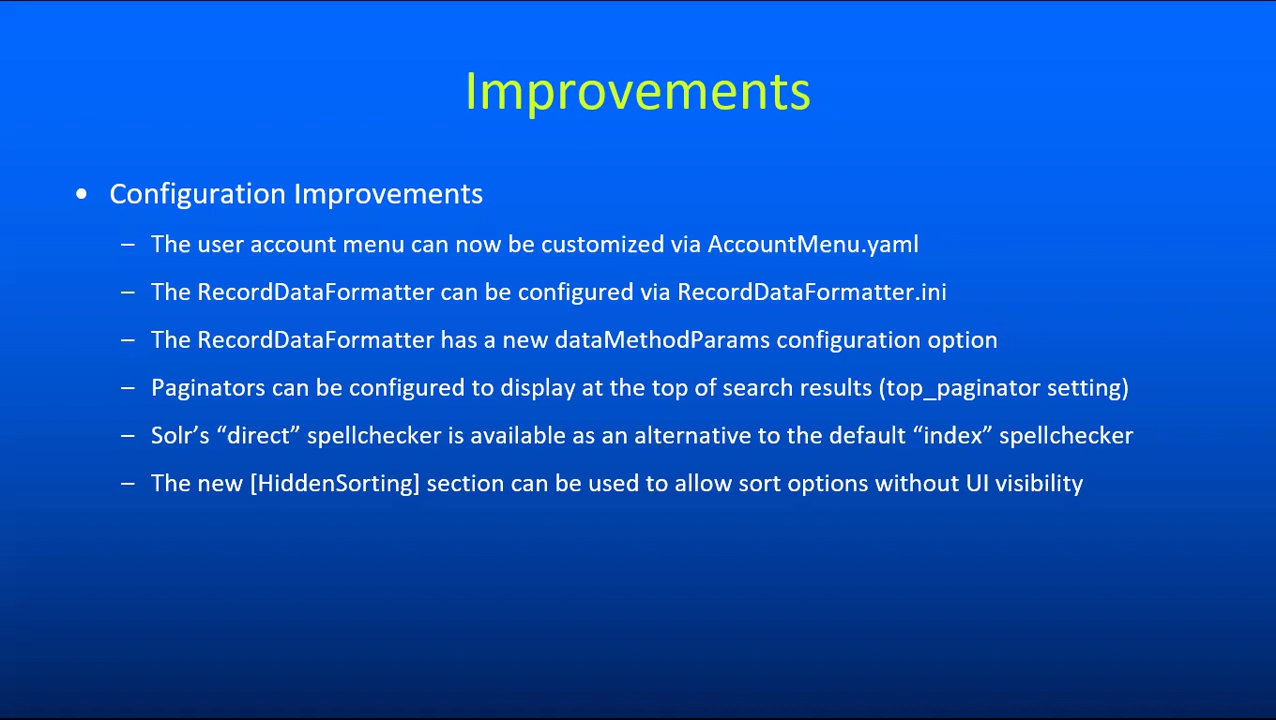 Improvements
• Configuration Improvements
– The user account menu can now be customized via AccountMenu.yaml
– The RecordDataFormatter can be configured via RecordDataFormatter.ini
– The RecordDataFormatter has a new dataMethodParams configuration option
– Paginators can be configured to display at the top of search results (top_paginator setting)
– Solr’s “direct” spellchecker is available as an alternative to the default “index” spellchecker
– The new [HiddenSorting] section can be used to allow sort options without UI visibility